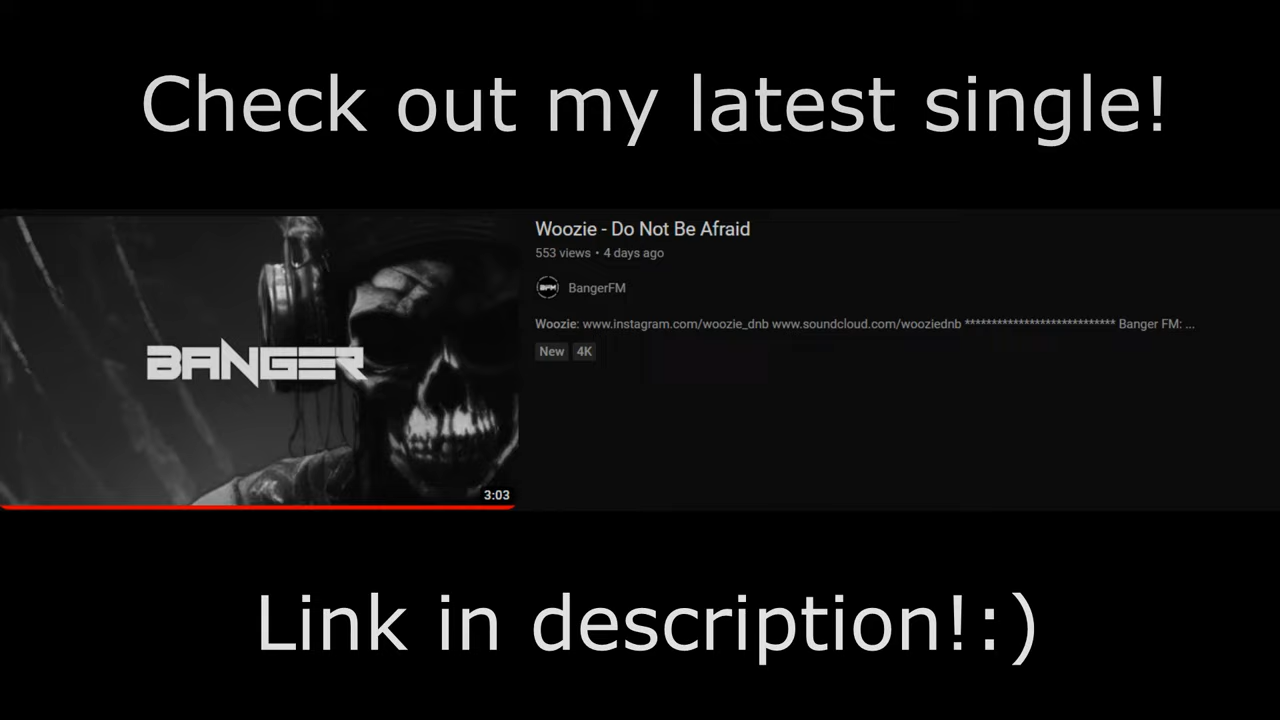 Check out my latest single!
Woozie - Do Not Be Afraid
553 views • 4 days ago
BFM
BangerFM
Woozie: www.instagram.com/woozie_dnb www.soundcloud.com/wooziednb **************************** Banger FM: ...
New 4K
BANGER
3:03
Link in description!:)